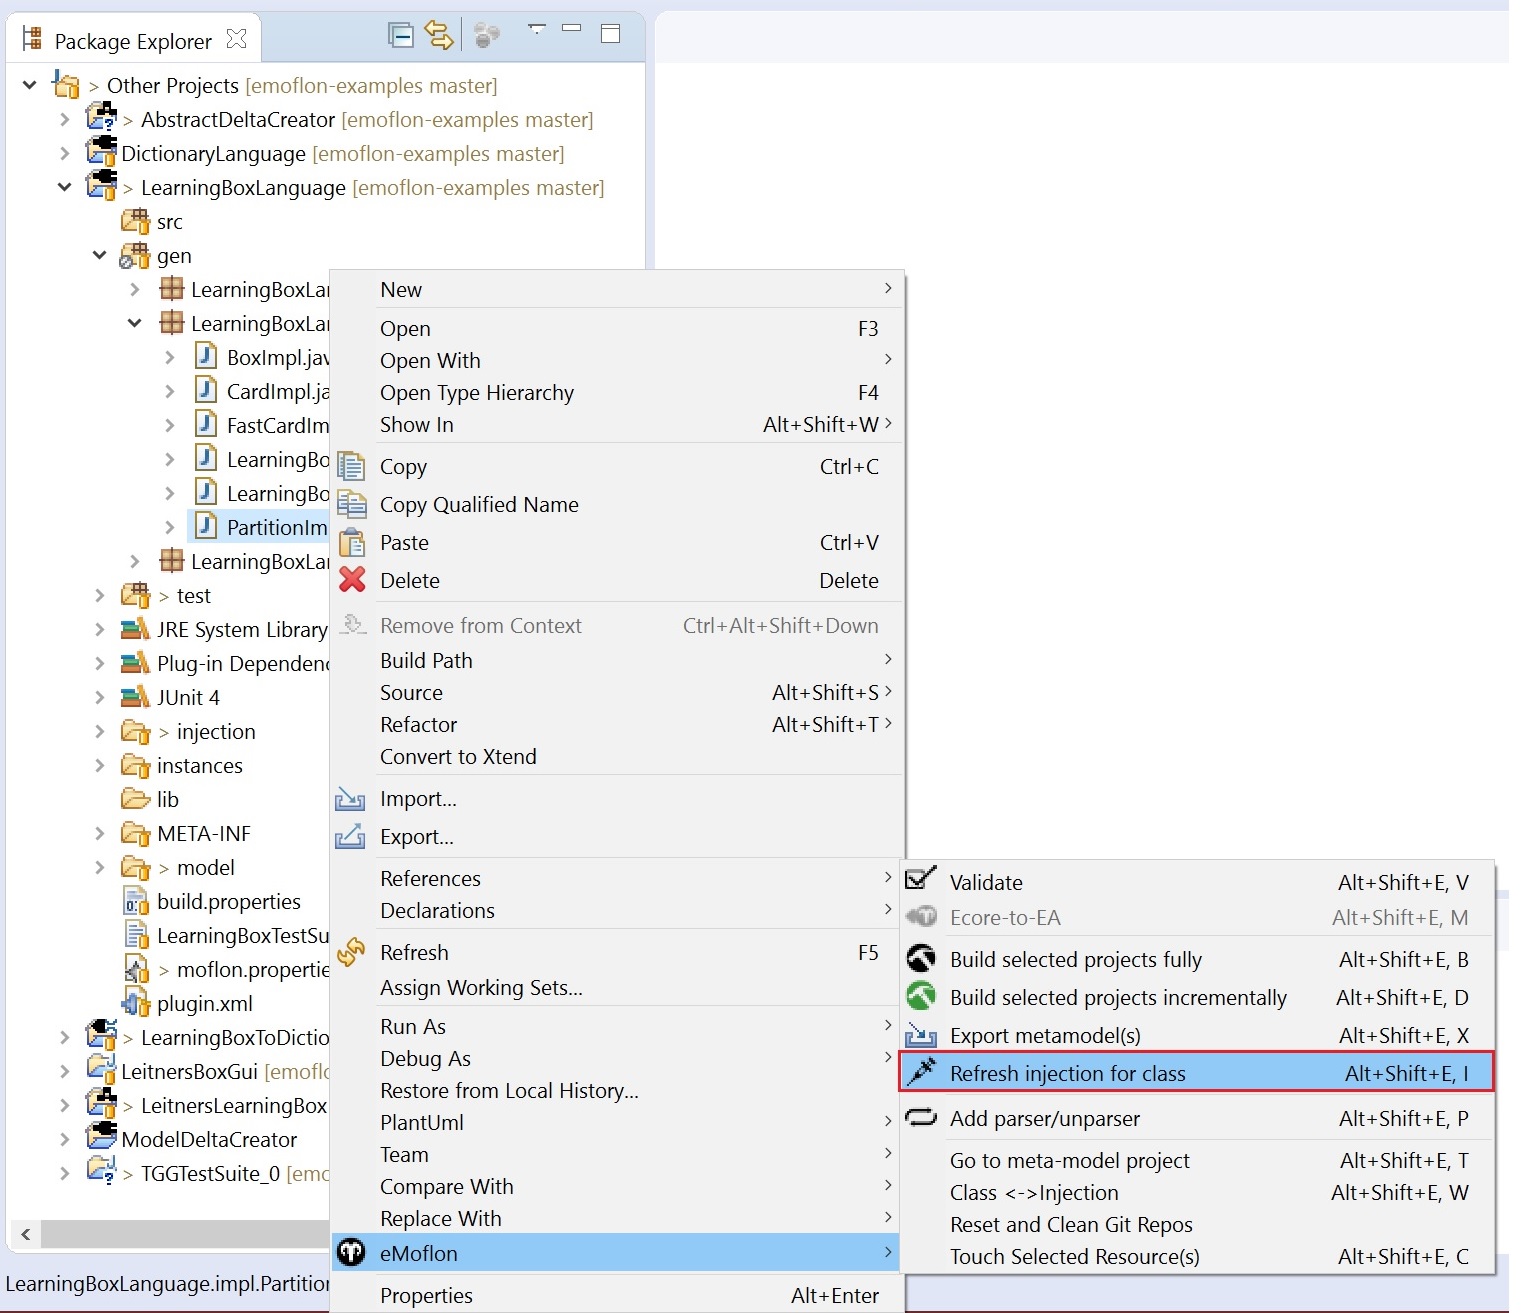 Package Explorer
> Other Projects [emoflon-examples master]
> AbstractDeltaCreator [emoflon-examples master]
DictionaryLanguage [emoflon-examples master]
> LearningBoxLanguage [emoflon-examples master]
src
gen
LearningBoxLar
LearningBoxLar
BoxImpl.jav
CardImpl.ja
FastCardIm
LearningBo
LearningBo
PartitionIm
LearningBoxLar
> test
JRE System Library
Plug-in Dependenc
JUnit 4
> injection
instances
lib
META-INF
> model
build.properties
LearningBoxTestSu
> moflon.propertie
plugin.xml
> LearningBoxToDictio
LeitnersBoxGui [emoflo
> LeitnersLearningBox
ModelDeltaCreator
> TGGTestSuite_0 [emo
LearningBoxLanguage.impl.Partition
New
Open F3
Open With
Open Type Hierarchy F4
Show In Alt+Shift+W
Copy Ctrl+C
Copy Qualified Name
Paste Ctrl+V
Delete Delete
Remove from Context Ctrl+Alt+Shift+Down
Build Path
Source Alt+Shift+S
Refactor Alt+Shift+T
Convert to Xtend
Import...
Export...
References
Declarations
Refresh F5
Assign Working Sets...
Run As
Debug As
Restore from Local History...
PlantUml
Team
Compare With
Replace With
eMoflon
Properties Alt+Enter
Validate Alt+Shift+E, V
Ecore-to-EA Alt+Shift+E, M
Build selected projects fully Alt+Shift+E, B
Build selected projects incrementally Alt+Shift+E, D
Export metamodel(s) Alt+Shift+E, X
Refresh injection for class Alt+Shift+E, I
Add parser/unparser Alt+Shift+E, P
Go to meta-model project Alt+Shift+E, T
Class <->Injection Alt+Shift+E, W
Reset and Clean Git Repos
Touch Selected Resource(s) Alt+Shift+E, C